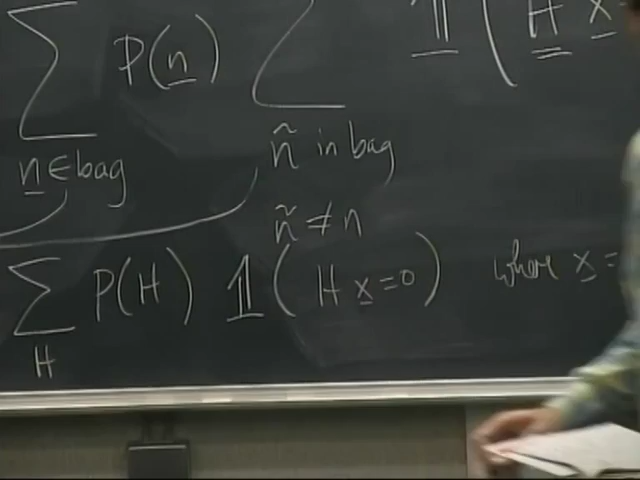 ∑ P(n) ∑ 𝟙 ( H x
n ∈ bag ñ in bag
ñ ≠ n
∑ P(H) 𝟙 ( H x = 0 ) where x =
H